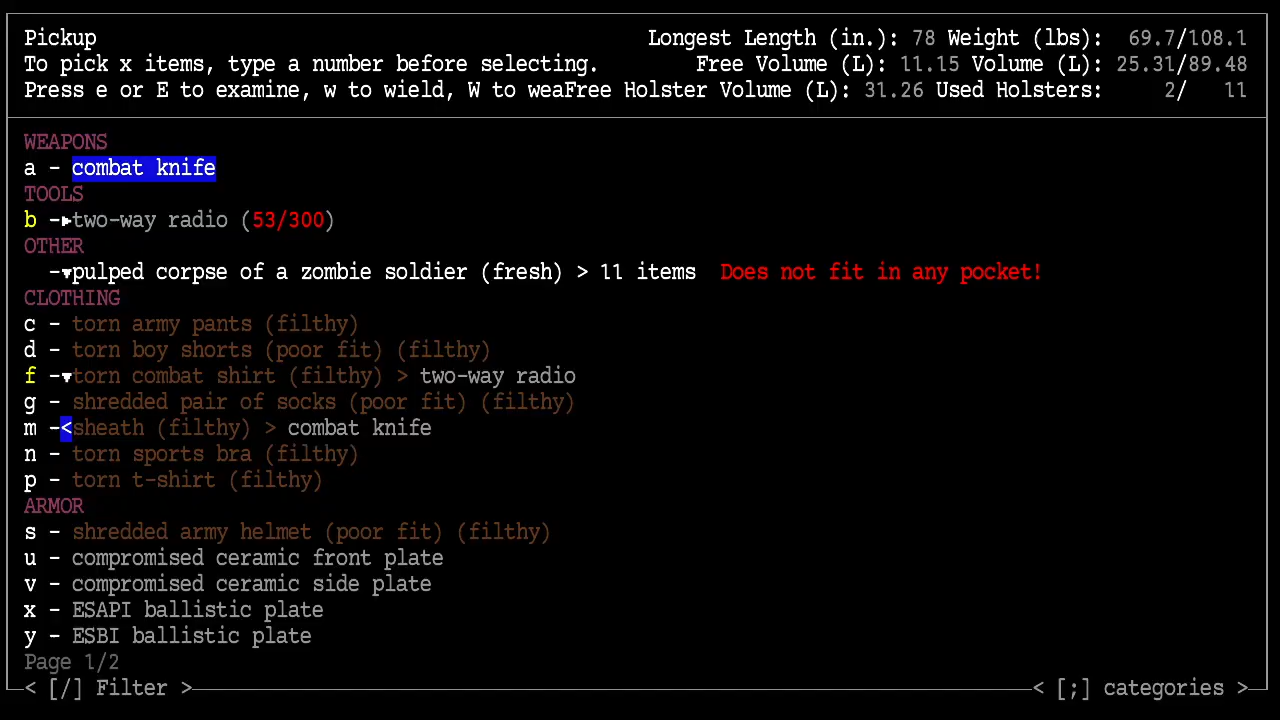 Pickup Longest Length (in.): 78 Weight (lbs): 69.7/108.1
To pick x items, type a number before selecting. Free Volume (L): 11.15 Volume (L): 25.31/89.48
Press e or E to examine, w to wield, W to weaFree Holster Volume (L): 31.26 Used Holsters: 2/ 11
WEAPONS
a - combat knife
TOOLS
b -▸two-way radio (53/300)
OTHER
-▾pulped corpse of a zombie soldier (fresh) > 11 items Does not fit in any pocket!
CLOTHING
c - torn army pants (filthy)
d - torn boy shorts (poor fit) (filthy)
f -▾torn combat shirt (filthy) > two-way radio
g - shredded pair of socks (poor fit) (filthy)
m -<sheath (filthy) > combat knife
n - torn sports bra (filthy)
p - torn t-shirt (filthy)
ARMOR
s - shredded army helmet (poor fit) (filthy)
u - compromised ceramic front plate
v - compromised ceramic side plate
x - ESAPI ballistic plate
y - ESBI ballistic plate
Page 1/2
< [/] Filter > < [;] categories >